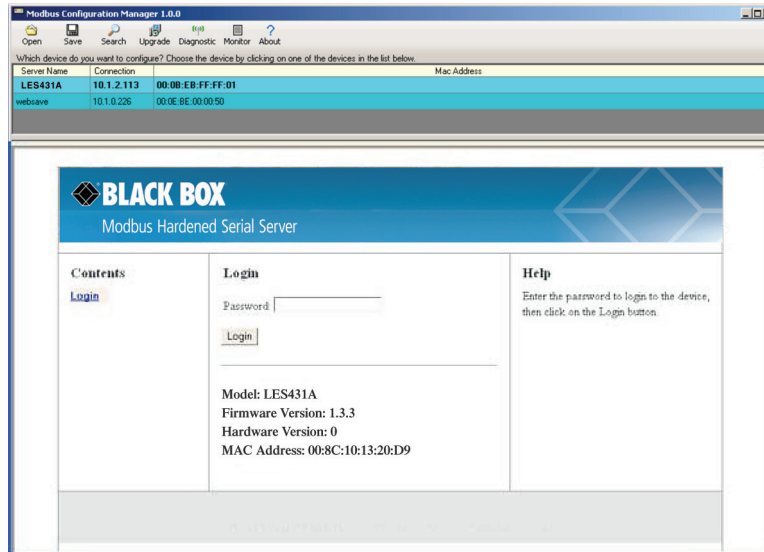 Modbus Configuration Manager 1.0.0
Open Save Search Upgrade Diagnostic Monitor About
Which device do you want to configure? Choose the device by clicking on one of the devices in the list below.
Server Name Connection Mac Address
LES431A 10.1.2.113 00:0B:EB:FF:FF:01
websave 10.1.0.226 00:0E:BE:00:00:50
BLACK BOX
Modbus Hardened Serial Server
Contents
Login
Login
Password
Login
Model: LES431A
Firmware Version: 1.3.3
Hardware Version: 0
MAC Address: 00:8C:10:13:20:D9
Help
Enter the password to login to the device,
then click on the Login button.